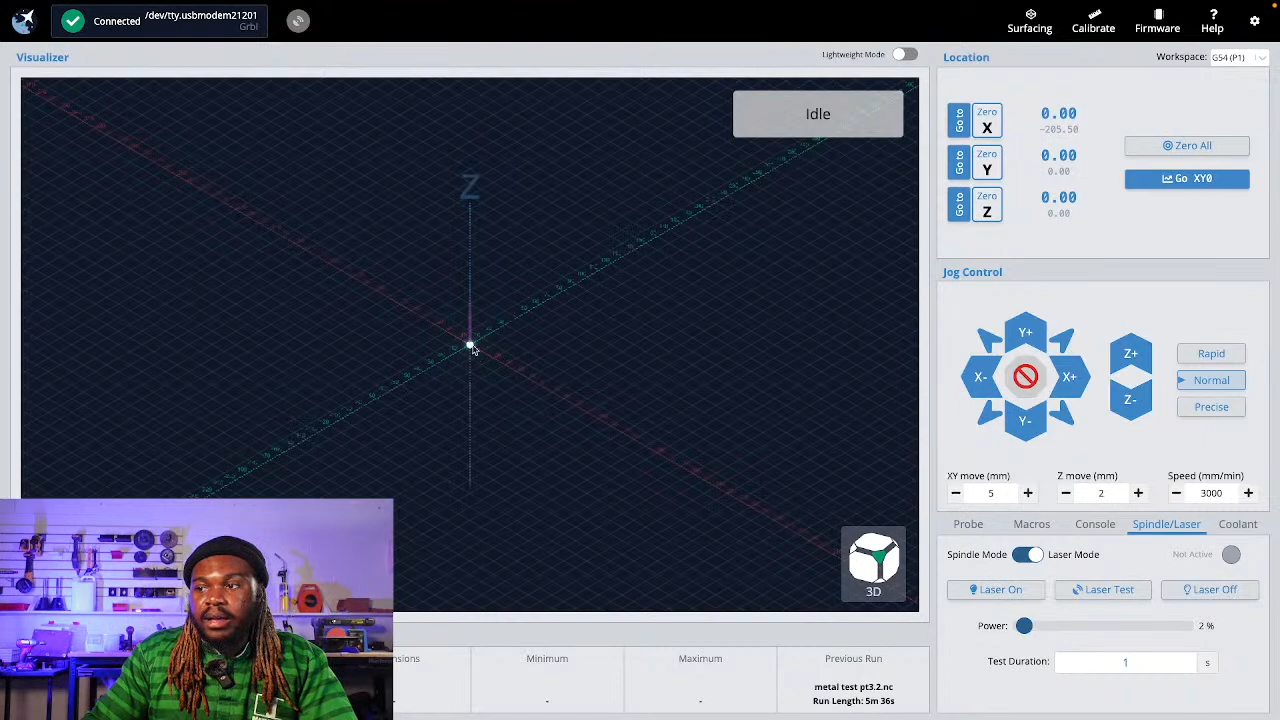 Connected
/dev/tty.usbmodem21201
Grbl
Surfacing
Calibrate
Firmware
Help
Visualizer
Lightweight Mode
Idle
Z
3D
Location
Workspace:
G54 (P1)
Go to
Zero
X
0.00
-205.50
Go to
Zero
Y
0.00
0.00
Go to
Zero
Z
0.00
0.00
Zero All
Go XY0
Jog Control
Y+
X-
X+
Y-
Z+
Z-
Rapid
Normal
Precise
XY move (mm)
Z move (mm)
Speed (mm/min)
5
2
3000
Probe
Macros
Console
Spindle/Laser
Coolant
Spindle Mode
Laser Mode
Not Active
Laser On
Laser Test
Laser Off
Power:
2 %
Test Duration:
1
s
Minimum
-
Maximum
-
Previous Run
metal test pt3.2.nc
Run Length: 5m 36s